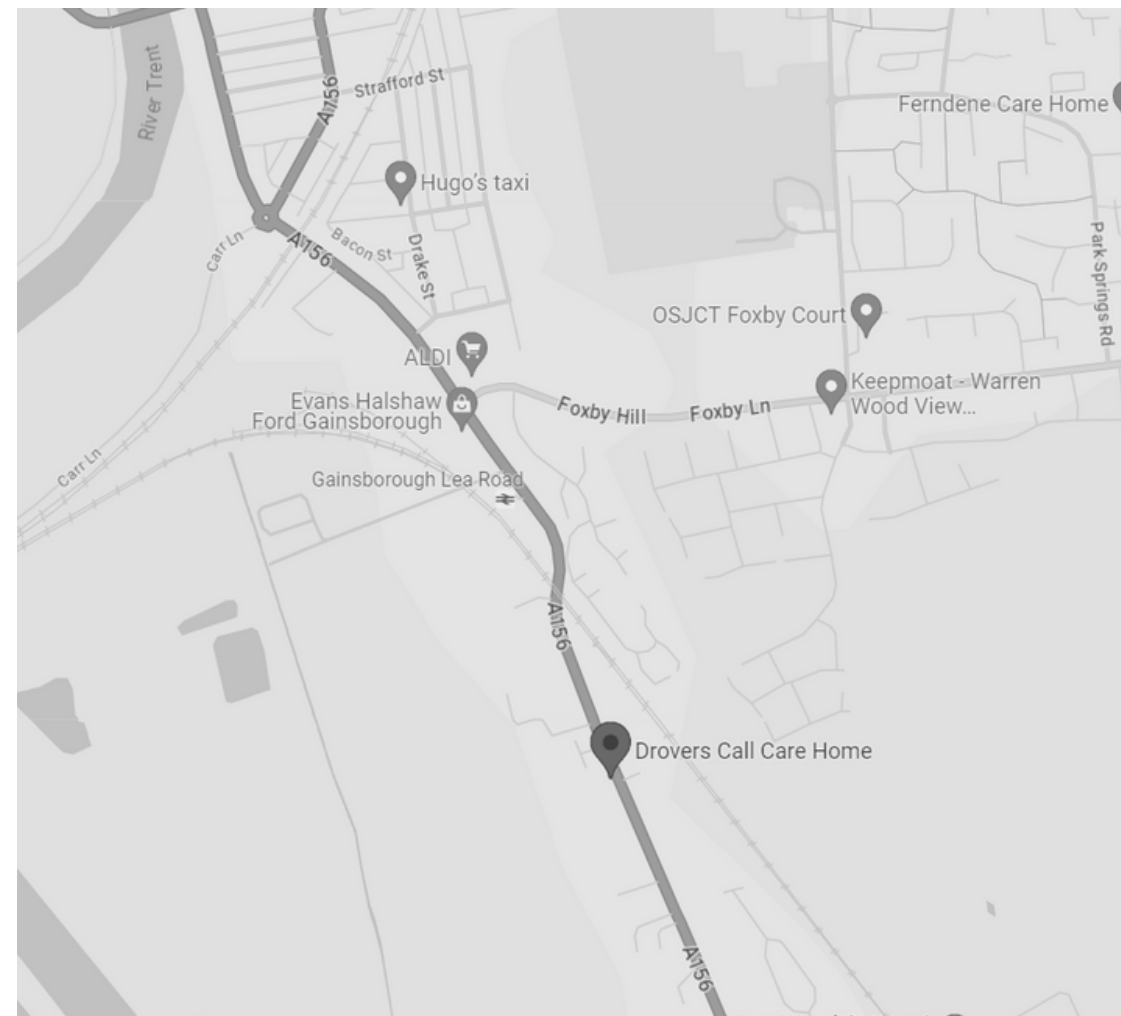 River Trent
A156
Strafford St
Ferndene Care Home
Hugo's taxi
Carr Ln
A156
Bacon St
Drake St
Park Springs Rd
OSJCT Foxby Court
ALDI
Evans Halshaw
Ford Gainsborough
Foxby Hill
Foxby Ln
Keepmoat - Warren
Wood View...
Carr Ln
Gainsborough Lea Road
A156
Drovers Call Care Home
A156